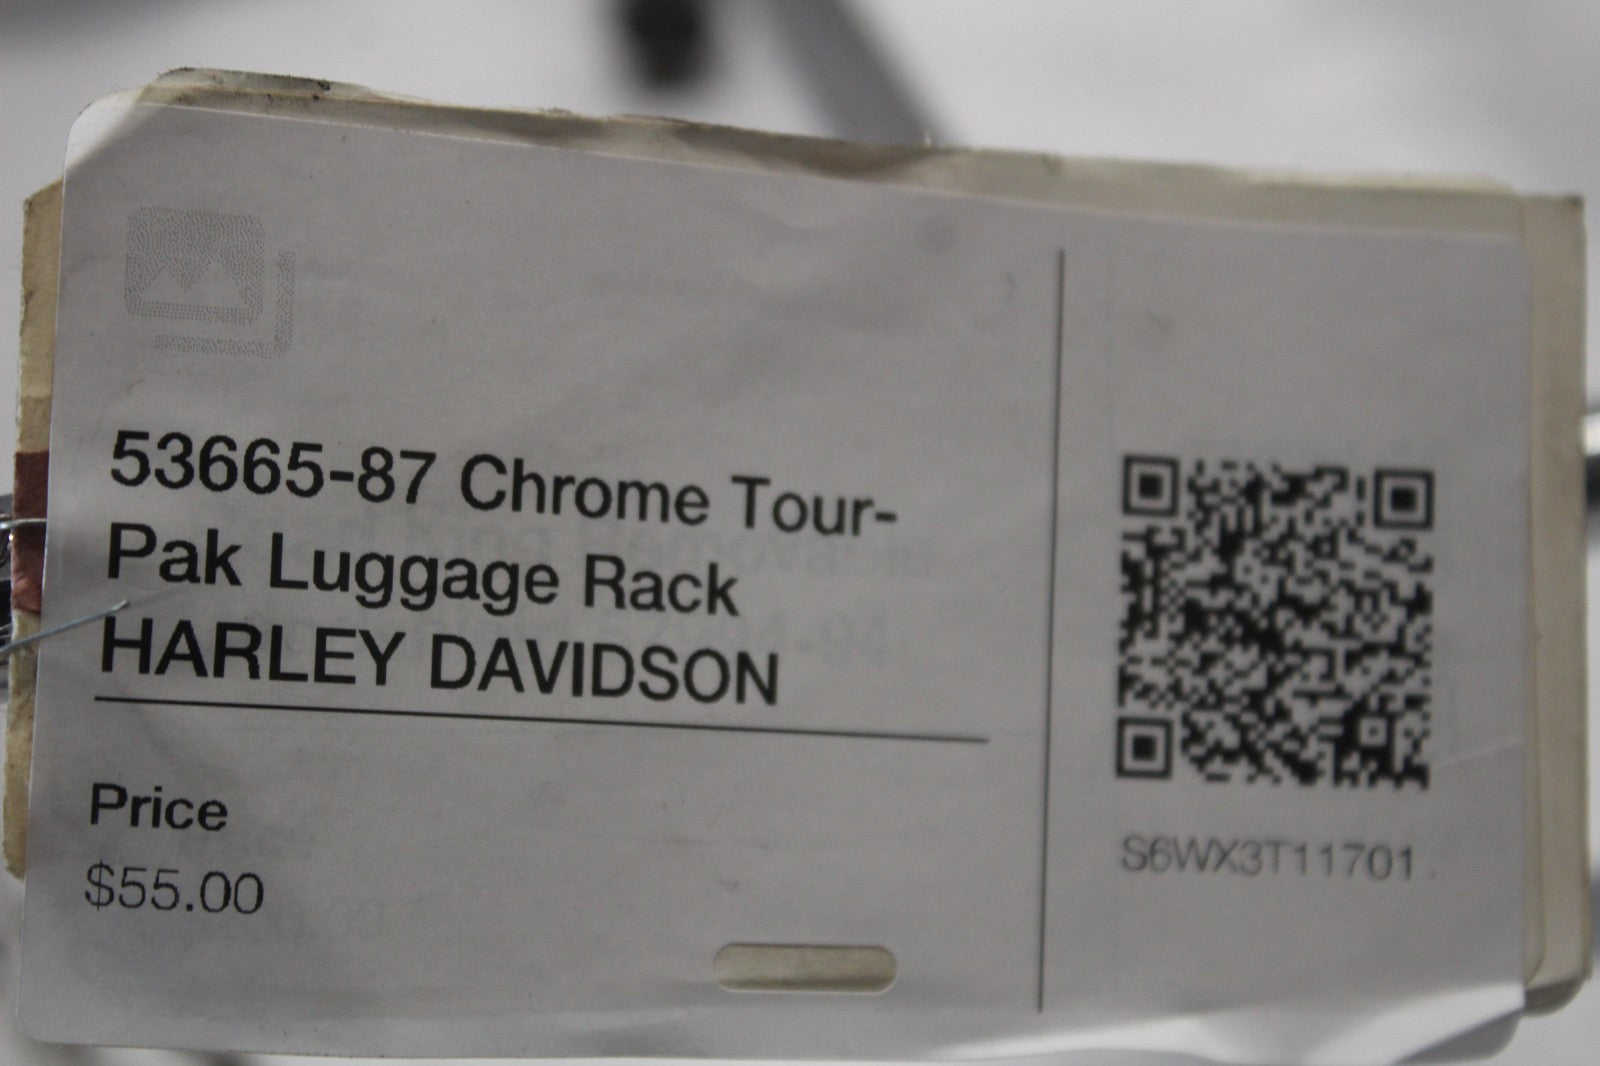 53665-87 Chrome Tour-
Pak Luggage Rack
HARLEY DAVIDSON
Price
$55.00
S6WX3T11701